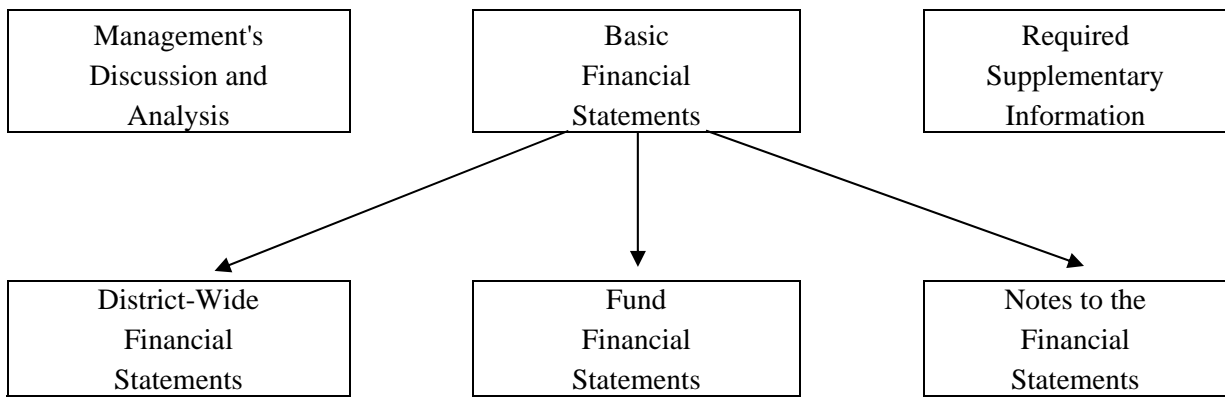 Management's
Discussion and
Analysis
Basic
Financial
Statements
Required
Supplementary
Information
District-Wide
Financial
Statements
Fund
Financial
Statements
Notes to the
Financial
Statements